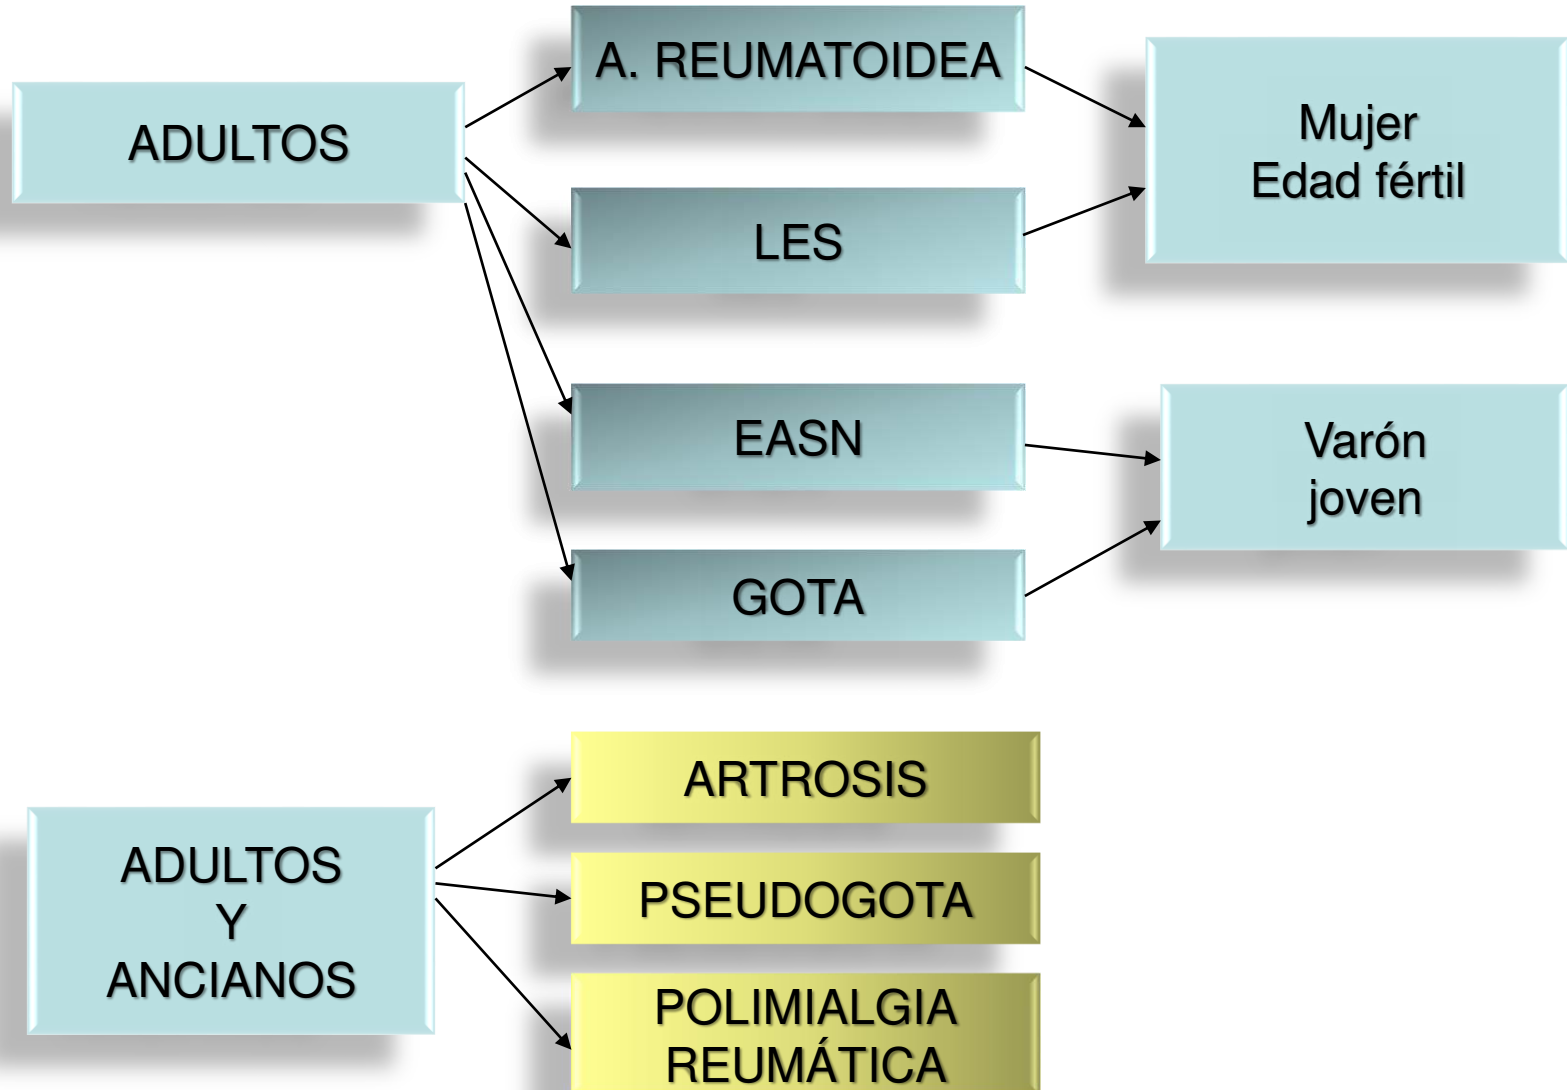 ADULTOS
A. REUMATOIDEA
LES
EASN
GOTA
Mujer
Edad fértil
Varón
joven
ADULTOS
Y
ANCIANOS
ARTROSIS
PSEUDOGOTA
POLIMIALGIA
REUMÁTICA